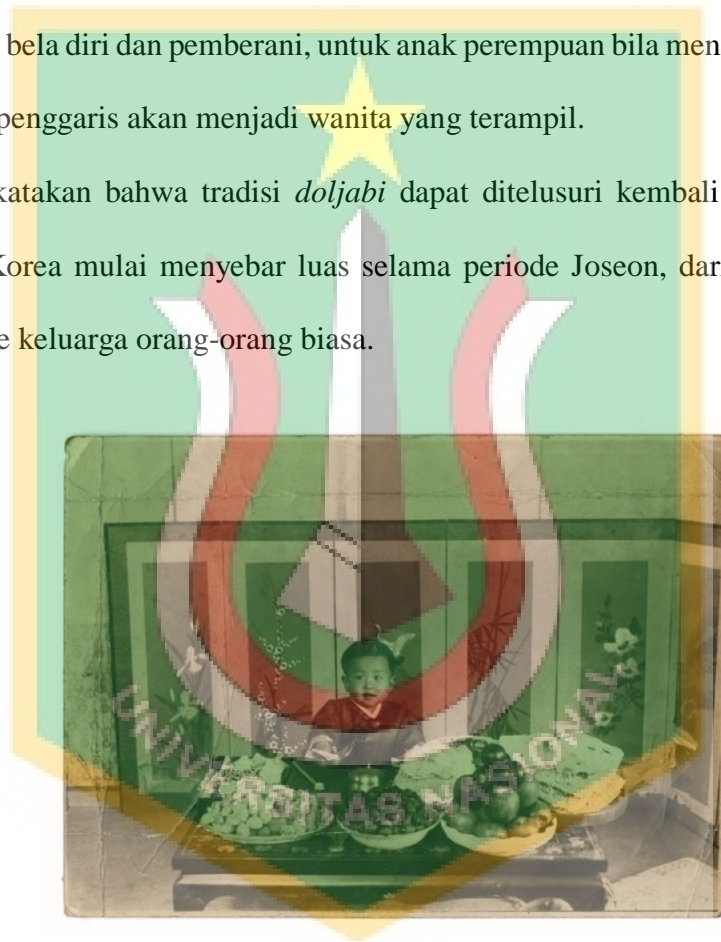 bela diri dan pemberani, untuk anak perempuan bila men
penggaris akan menjadi wanita yang terampil.
katakan bahwa tradisi doljabi dapat ditelusuri kembali
Korea mulai menyebar luas selama periode Joseon, dar
e keluarga orang-orang biasa.
UNIVERSITAS NASIONAL